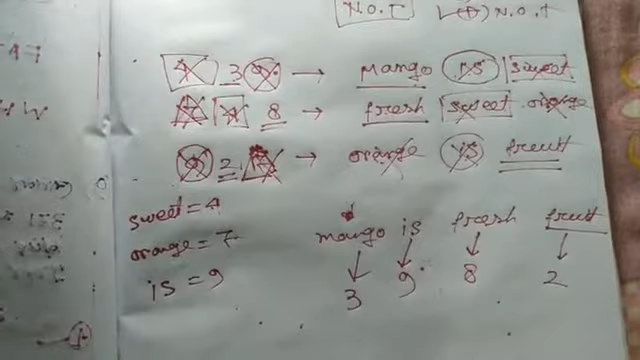 N.O.T L(A) N.O.T
4 3 9 → mango is sweet
7 4 8 → fresh sweet orange
9 2 7 → orange is fruit
sweet = 4
orange = 7
is = 9
mango is fresh fruit
3 9 8 2